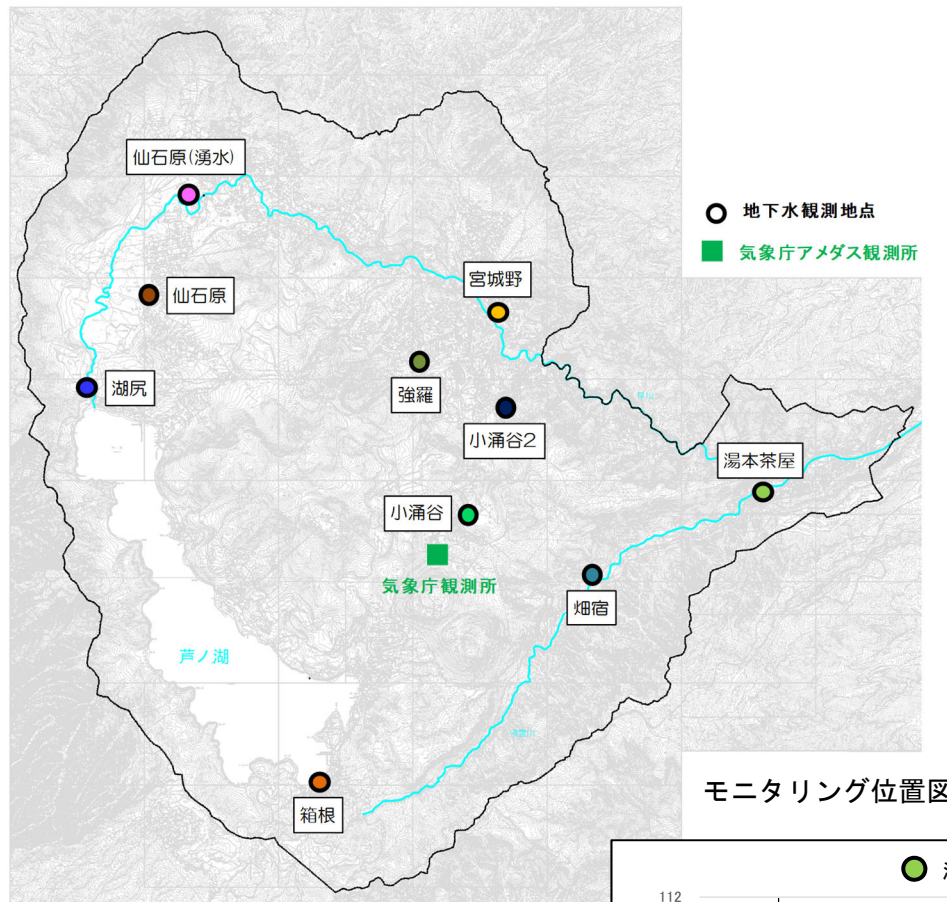 仙石原(湧水)
地下水観測地点
気象庁アメダス観測所
宮城野
仙石原
湖尻
強羅
小涌谷2
湯本茶屋
小涌谷
気象庁観測所
畑宿
芦ノ湖
早川
箱根
モニタリング位置図
112